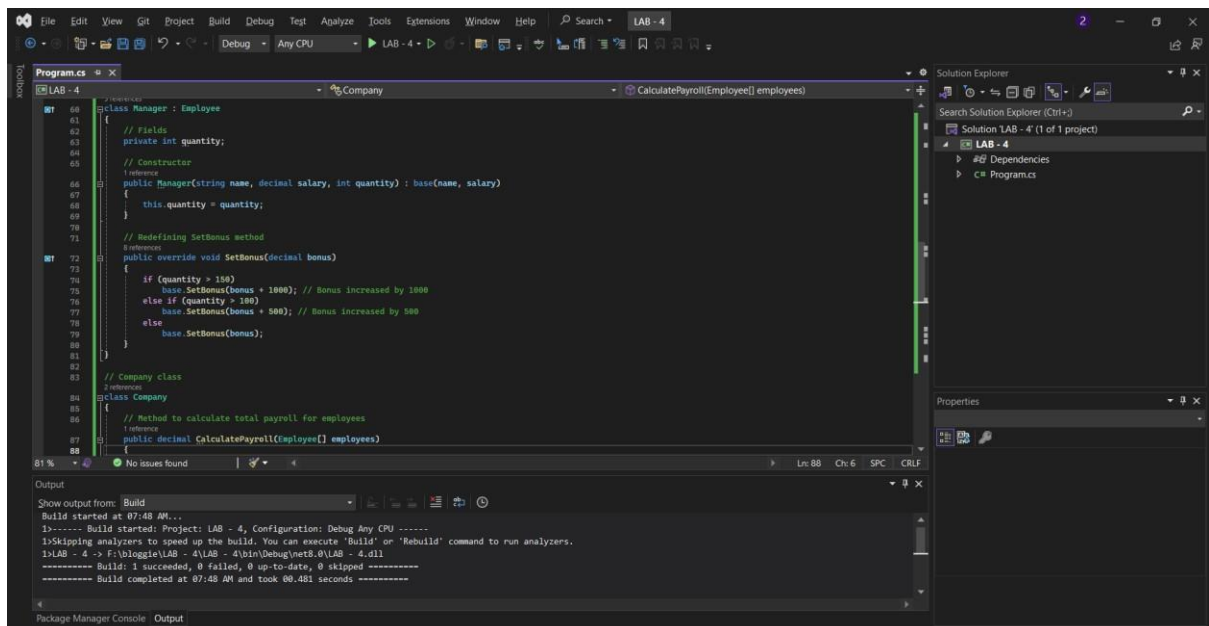 File Edit View Git Project Build Debug Test Analyze Tools Extensions Window Help Search LAB - 4 2
Debug Any CPU LAB - 4
Toolbox
Program.cs
LAB - 4 Company CalculatePayroll(Employee[] employees)
60 class Manager : Employee
61 {
62 // Fields
63 private int quantity;
64
65 // Constructor
1 reference
66 public Manager(string name, decimal salary, int quantity) : base(name, salary)
67 {
68 this.quantity = quantity;
69 }
70
71 // Redefining SetBonus method
8 references
72 public override void SetBonus(decimal bonus)
73 {
74 if (quantity > 150)
75 base.SetBonus(bonus + 1000); // Bonus increased by 1000
76 else if (quantity > 100)
77 base.SetBonus(bonus + 500); // Bonus increased by 500
78 else
79 base.SetBonus(bonus);
80 }
81 }
82
83 // Company class
2 references
84 class Company
85 {
86 // Method to calculate total payroll for employees
1 reference
87 public decimal CalculatePayroll(Employee[] employees)
88 {
81 % No issues found Ln: 88 Ch: 6 SPC CRLF
Output
Show output from: Build
Build started at 07:48 AM...
1>------ Build started: Project: LAB - 4, Configuration: Debug Any CPU ------
1>Skipping analyzers to speed up the build. You can execute 'Build' or 'Rebuild' command to run analyzers.
1>LAB - 4 -> F:\bloggie\LAB - 4\LAB - 4\bin\Debug\net8.0\LAB - 4.dll
========== Build: 1 succeeded, 0 failed, 0 up-to-date, 0 skipped ==========
========== Build completed at 07:48 AM and took 00.481 seconds ==========
Package Manager Console Output
Solution Explorer
Search Solution Explorer (Ctrl+;)
Solution 'LAB - 4' (1 of 1 project)
LAB - 4
Dependencies
C# Program.cs
Properties